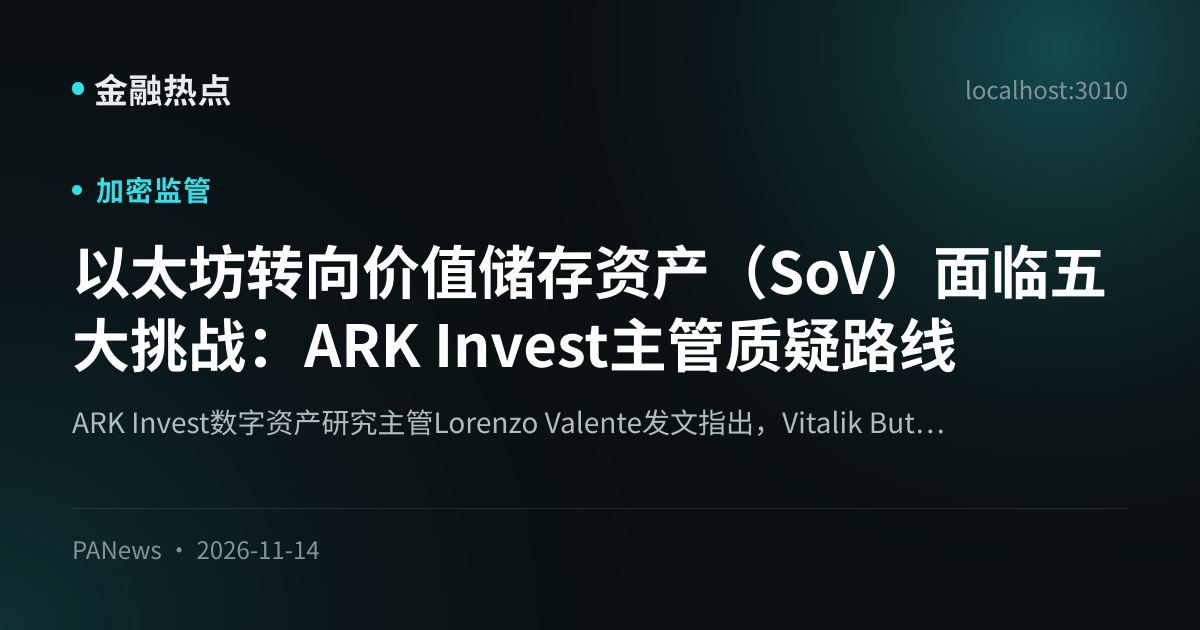 金融热点
localhost:3010
加密监管
以太坊转向价值储存资产（SoV）面临五
大挑战：ARK Invest主管质疑路线
ARK Invest数字资产研究主管Lorenzo Valente发文指出，Vitalik But…
PANews • 2026-11-14